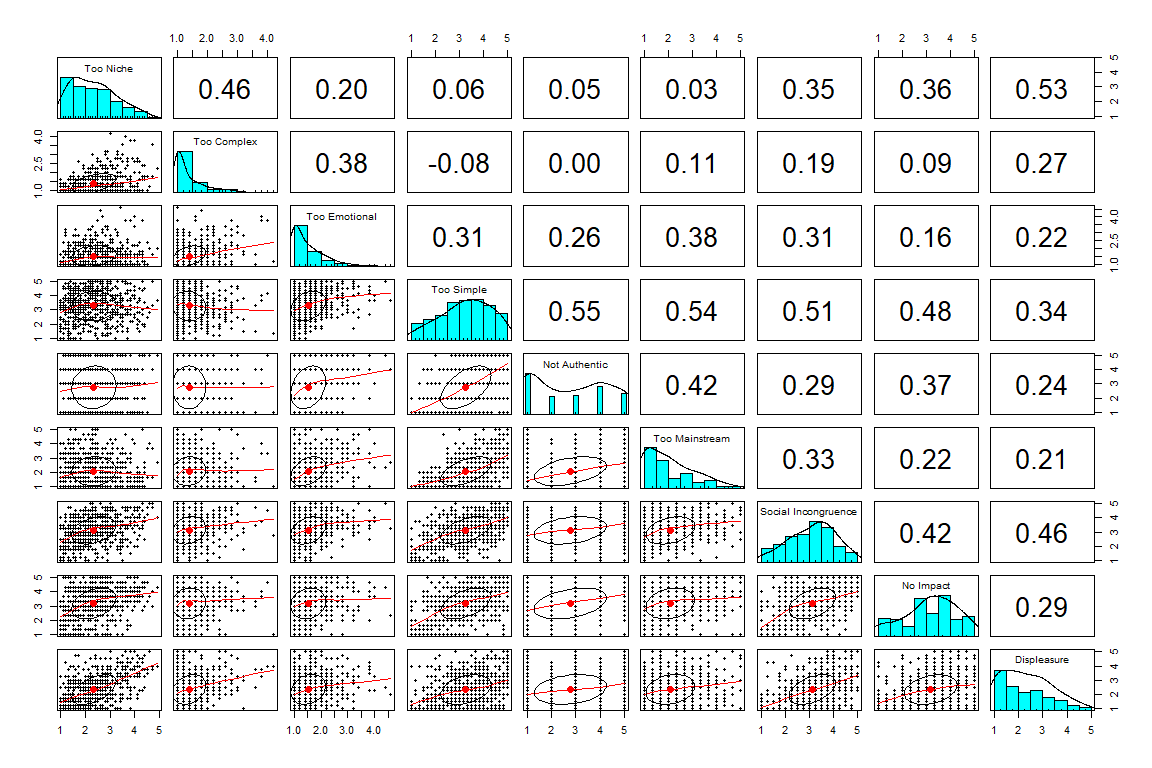 1.0 2.0 3.0 4.0 1 2 3 4 5 1 2 3 4 5 1 2 3 4 5
Too Niche 0.46 0.20 0.06 0.05 0.03 0.35 0.36 0.53 1 2 3 4 5
1.0 2.5 4.0 Too Complex 0.38 -0.08 0.00 0.11 0.19 0.09 0.27
Too Emotional 0.31 0.26 0.38 0.31 0.16 0.22 1.0 2.5 4.0
1 2 3 4 5 Too Simple 0.55 0.54 0.51 0.48 0.34
Not Authentic 0.42 0.29 0.37 0.24 1 2 3 4 5
1 2 3 4 5 Too Mainstream 0.33 0.22 0.21
Social Incongruence 0.42 0.46 1 2 3 4 5
1 2 3 4 5 No Impact 0.29
Displeasure 1 2 3 4 5
1 2 3 4 5 1.0 2.0 3.0 4.0 1 2 3 4 5 1 2 3 4 5 1 2 3 4 5